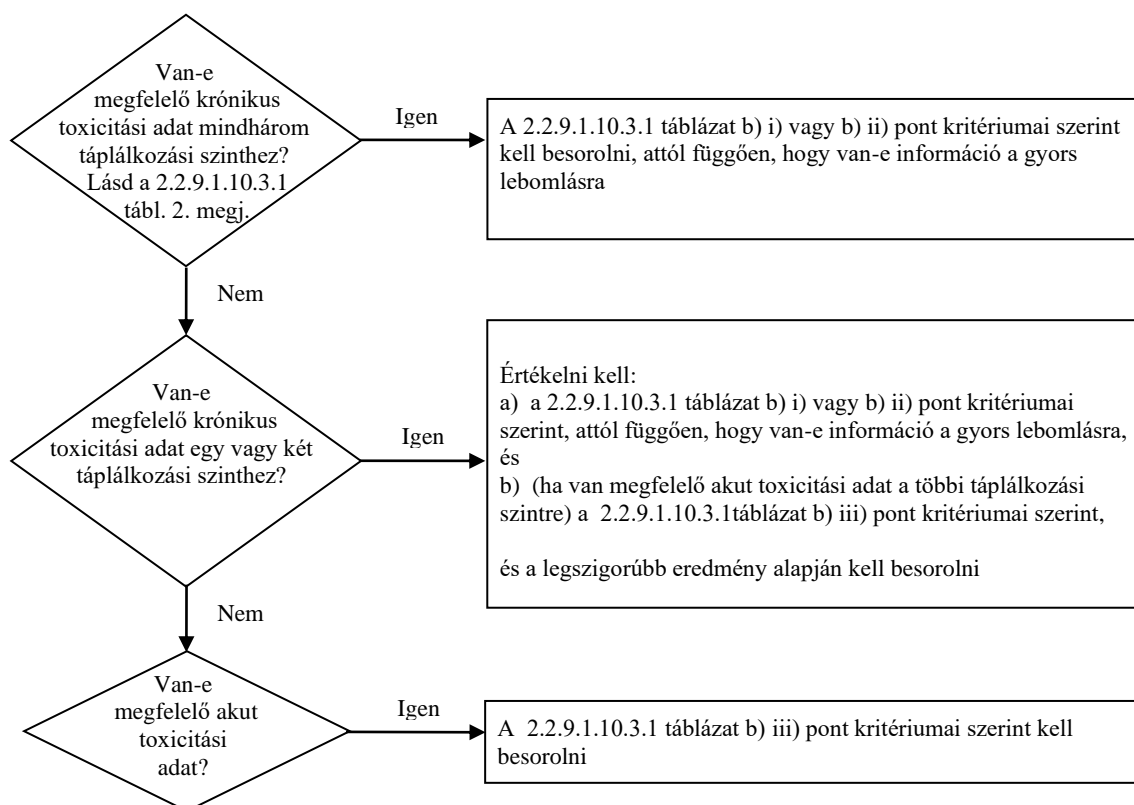 Van-e
megfelelő krónikus
toxicitási adat mindhárom
táplálkozási szinthez?
Lásd a 2.2.9.1.10.3.1
tábl. 2. megj.
Igen
A 2.2.9.1.10.3.1 táblázat b) i) vagy b) ii) pont kritériumai szerint
kell besorolni, attól függően, hogy van-e információ a gyors
lebomlásra
Nem
Van-e
megfelelő krónikus
toxicitási adat egy vagy két
táplálkozási szinthez?
Igen
Értékelni kell:
a) a 2.2.9.1.10.3.1 táblázat b) i) vagy b) ii) pont kritériumai
szerint, attól függően, hogy van-e információ a gyors lebomlásra,
és
b) (ha van megfelelő akut toxicitási adat a többi táplálkozási
szintre) a 2.2.9.1.10.3.1táblázat b) iii) pont kritériumai szerint,
és a legszigorúbb eredmény alapján kell besorolni
Nem
Van-e
megfelelő akut
toxicitási
adat?
Igen
A 2.2.9.1.10.3.1 táblázat b) iii) pont kritériumai szerint kell
besorolni